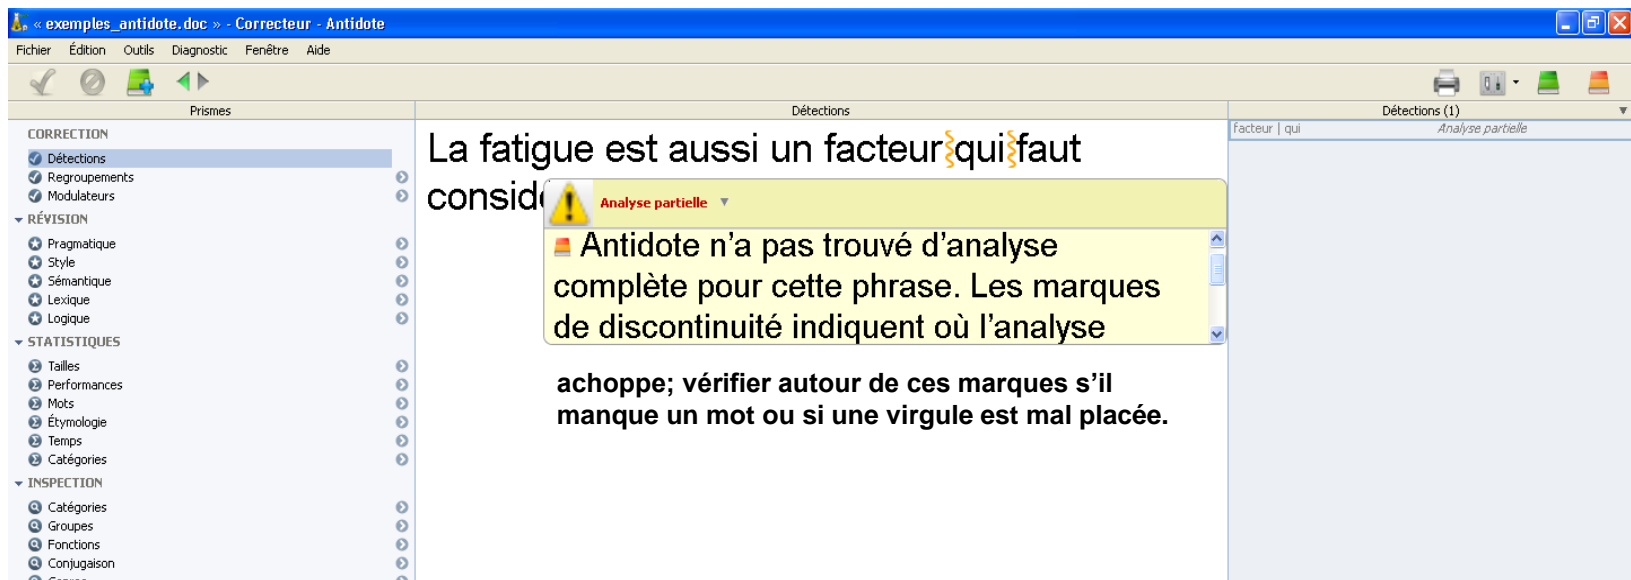 « exemples_antidote.doc » - Correcteur - Antidote
Fichier Édition Outils Diagnostic Fenêtre Aide
Prismes
Détections
Détections (1)
CORRECTION
Détections
Regroupements
Modulateurs
RÉVISION
Pragmatique
Style
Sémantique
Lexique
Logique
STATISTIQUES
Tailles
Performances
Mots
Étymologie
Temps
Catégories
INSPECTION
Catégories
Groupes
Fonctions
Conjugaison
La fatigue est aussi un facteur qui faut
consid
Analyse partielle
Antidote n'a pas trouvé d'analyse
complète pour cette phrase. Les marques
de discontinuité indiquent où l'analyse
achoppe; vérifier autour de ces marques s’il
manque un mot ou si une virgule est mal placée.
facteur | qui Analyse partielle